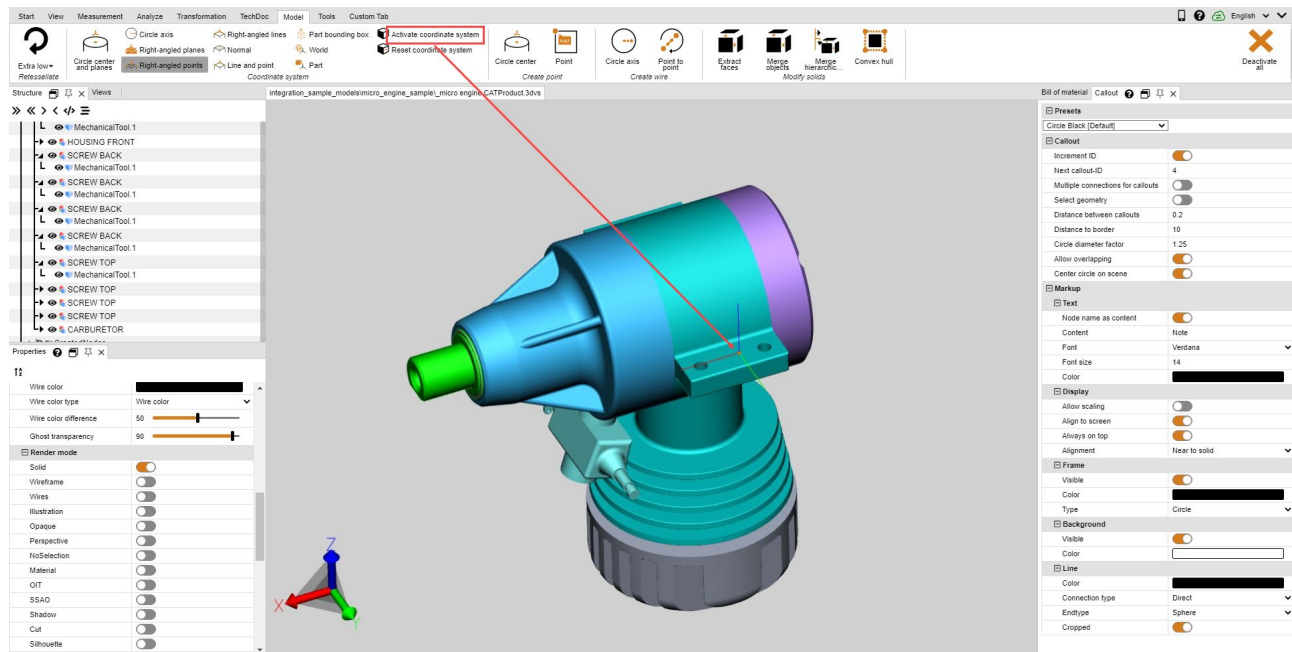 Start View Measurement Analyze Transformation TechDoc Model Tools Custom Tab English
Extra low
Retessellate
Circle center and planes
Circle axis
Right-angled planes
Right-angled points
Right-angled lines
Normal
Line and point
Part bounding box
World
Part
Activate coordinate system
Reset coordinate system
Coordinate system
Circle center
Point
Create point
Circle axis
Point to point
Create wire
Extract faces
Merge objects
Merge hierarchic...
Convex hull
Modify solids
Deactivate all
Structure Views
integration_sample_models\micro_engine_sample\_micro engine.CATProduct.3dvs
Bill of material Callout
MechanicalTool.1
HOUSING FRONT
SCREW BACK
MechanicalTool.1
SCREW BACK
MechanicalTool.1
SCREW BACK
MechanicalTool.1
SCREW BACK
MechanicalTool.1
SCREW TOP
MechanicalTool.1
SCREW TOP
SCREW TOP
SCREW TOP
CARBURETOR
Properties
Wire color
Wire color type Wire color
Wire color difference 50
Ghost transparency 90
Render mode
Solid
Wireframe
Wires
Illustration
Opaque
Perspective
NoSelection
Material
OIT
SSAO
Shadow
Cut
Silhouette
Z
X
Y
Presets
Circle Black [Default]
Callout
Increment ID
Next callout-ID 4
Multiple connections for callouts
Select geometry
Distance between callouts 0.2
Distance to border 10
Circle diameter factor 1.25
Allow overlapping
Center circle on scene
Markup
Text
Node name as content
Content Note
Font Verdana
Font size 14
Color
Display
Allow scaling
Align to screen
Always on top
Alignment Near to solid
Frame
Visible
Color
Type Circle
Background
Visible
Color
Line
Color
Connection type Direct
Endtype Sphere
Cropped